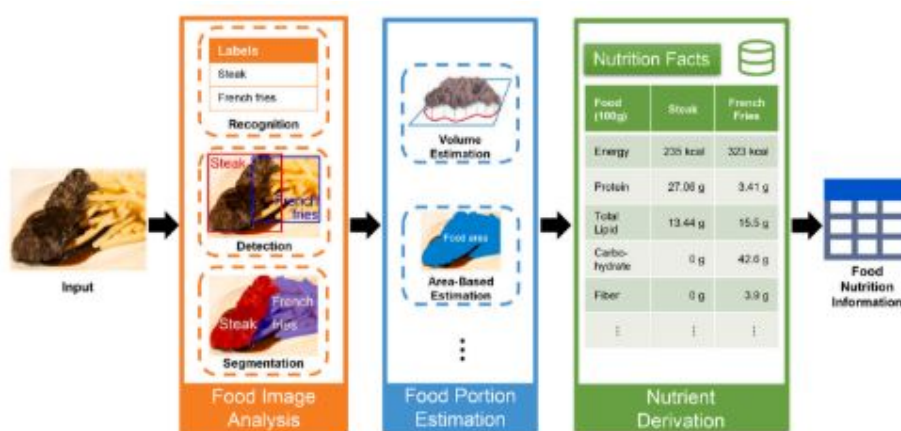 Input
Labels
Steak
French fries
Recognition
Steak
French
fries
Detection
Steak
French
fries
Segmentation
Food Image
Analysis
Volume
Estimation
Food area
Area-Based
Estimation
Food Portion
Estimation
Nutrition Facts
Food (100g) Steak French Fries
Energy 235 kcal 323 kcal
Protein 27.06 g 3.41 g
Total Lipid 13.44 g 15.5 g
Carbo-hydrate 0 g 42.6 g
Fiber 0 g 3.9 g
Nutrient
Derivation
Food
Nutrition
Information